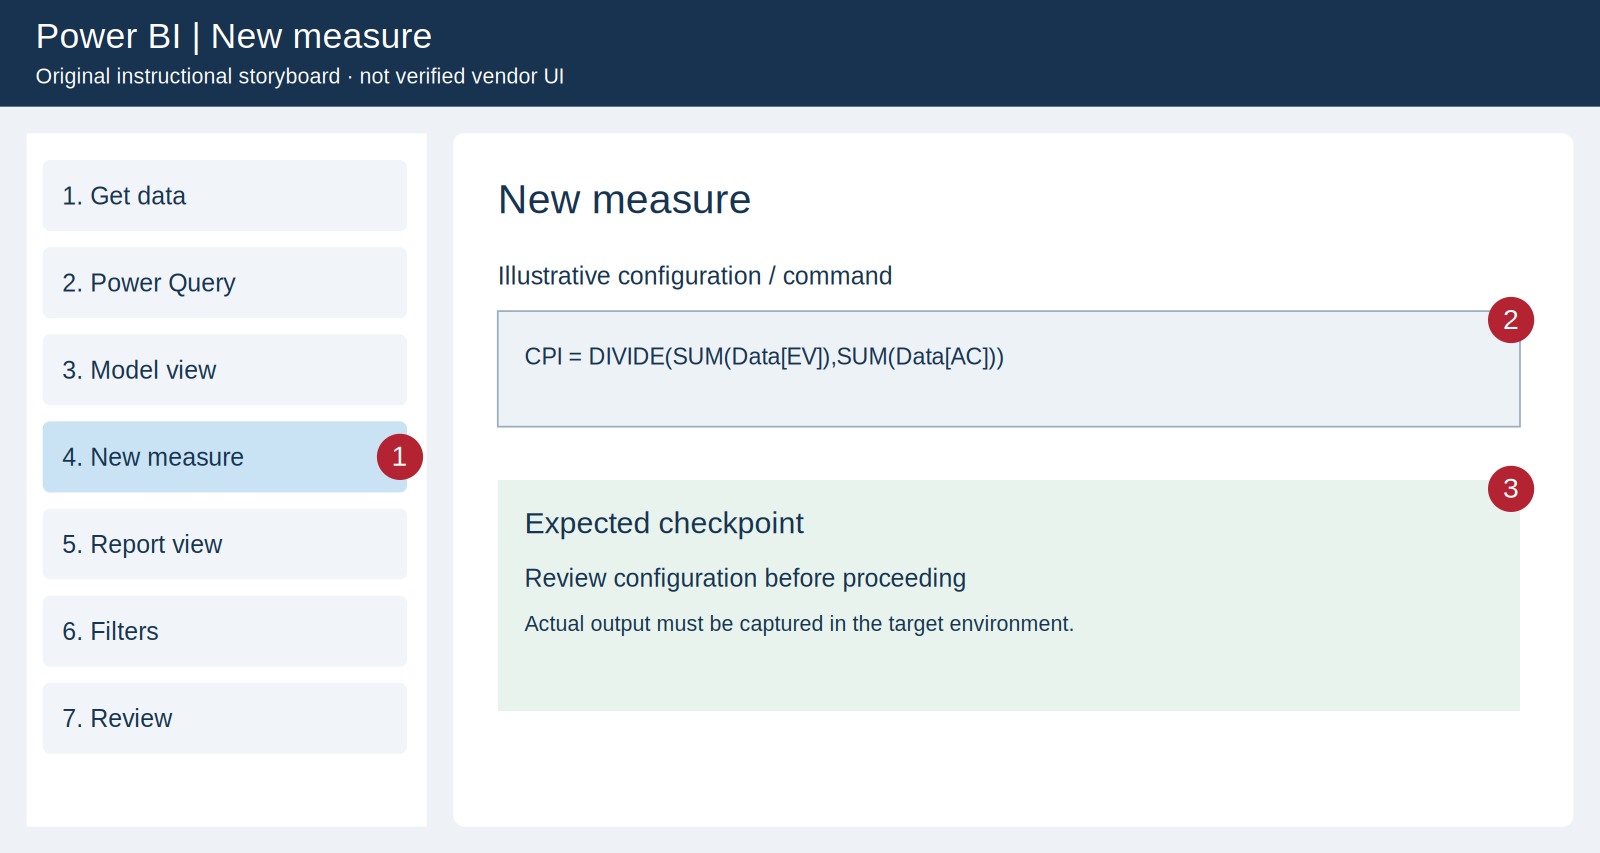 Power BI | New measure
Original instructional storyboard · not verified vendor UI
1. Get data
2. Power Query
3. Model view
4. New measure
1
5. Report view
6. Filters
7. Review
New measure
Illustrative configuration / command
2
CPI = DIVIDE(SUM(Data[EV]),SUM(Data[AC]))
3
Expected checkpoint
Review configuration before proceeding
Actual output must be captured in the target environment.